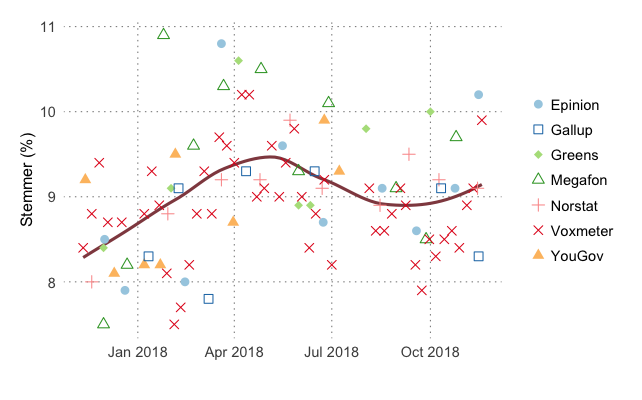 Stemmer (%)
11
10
9
8
Jan 2018 Apr 2018 Jul 2018 Oct 2018
Epinion
Gallup
Greens
Megafon
Norstat
Voxmeter
YouGov